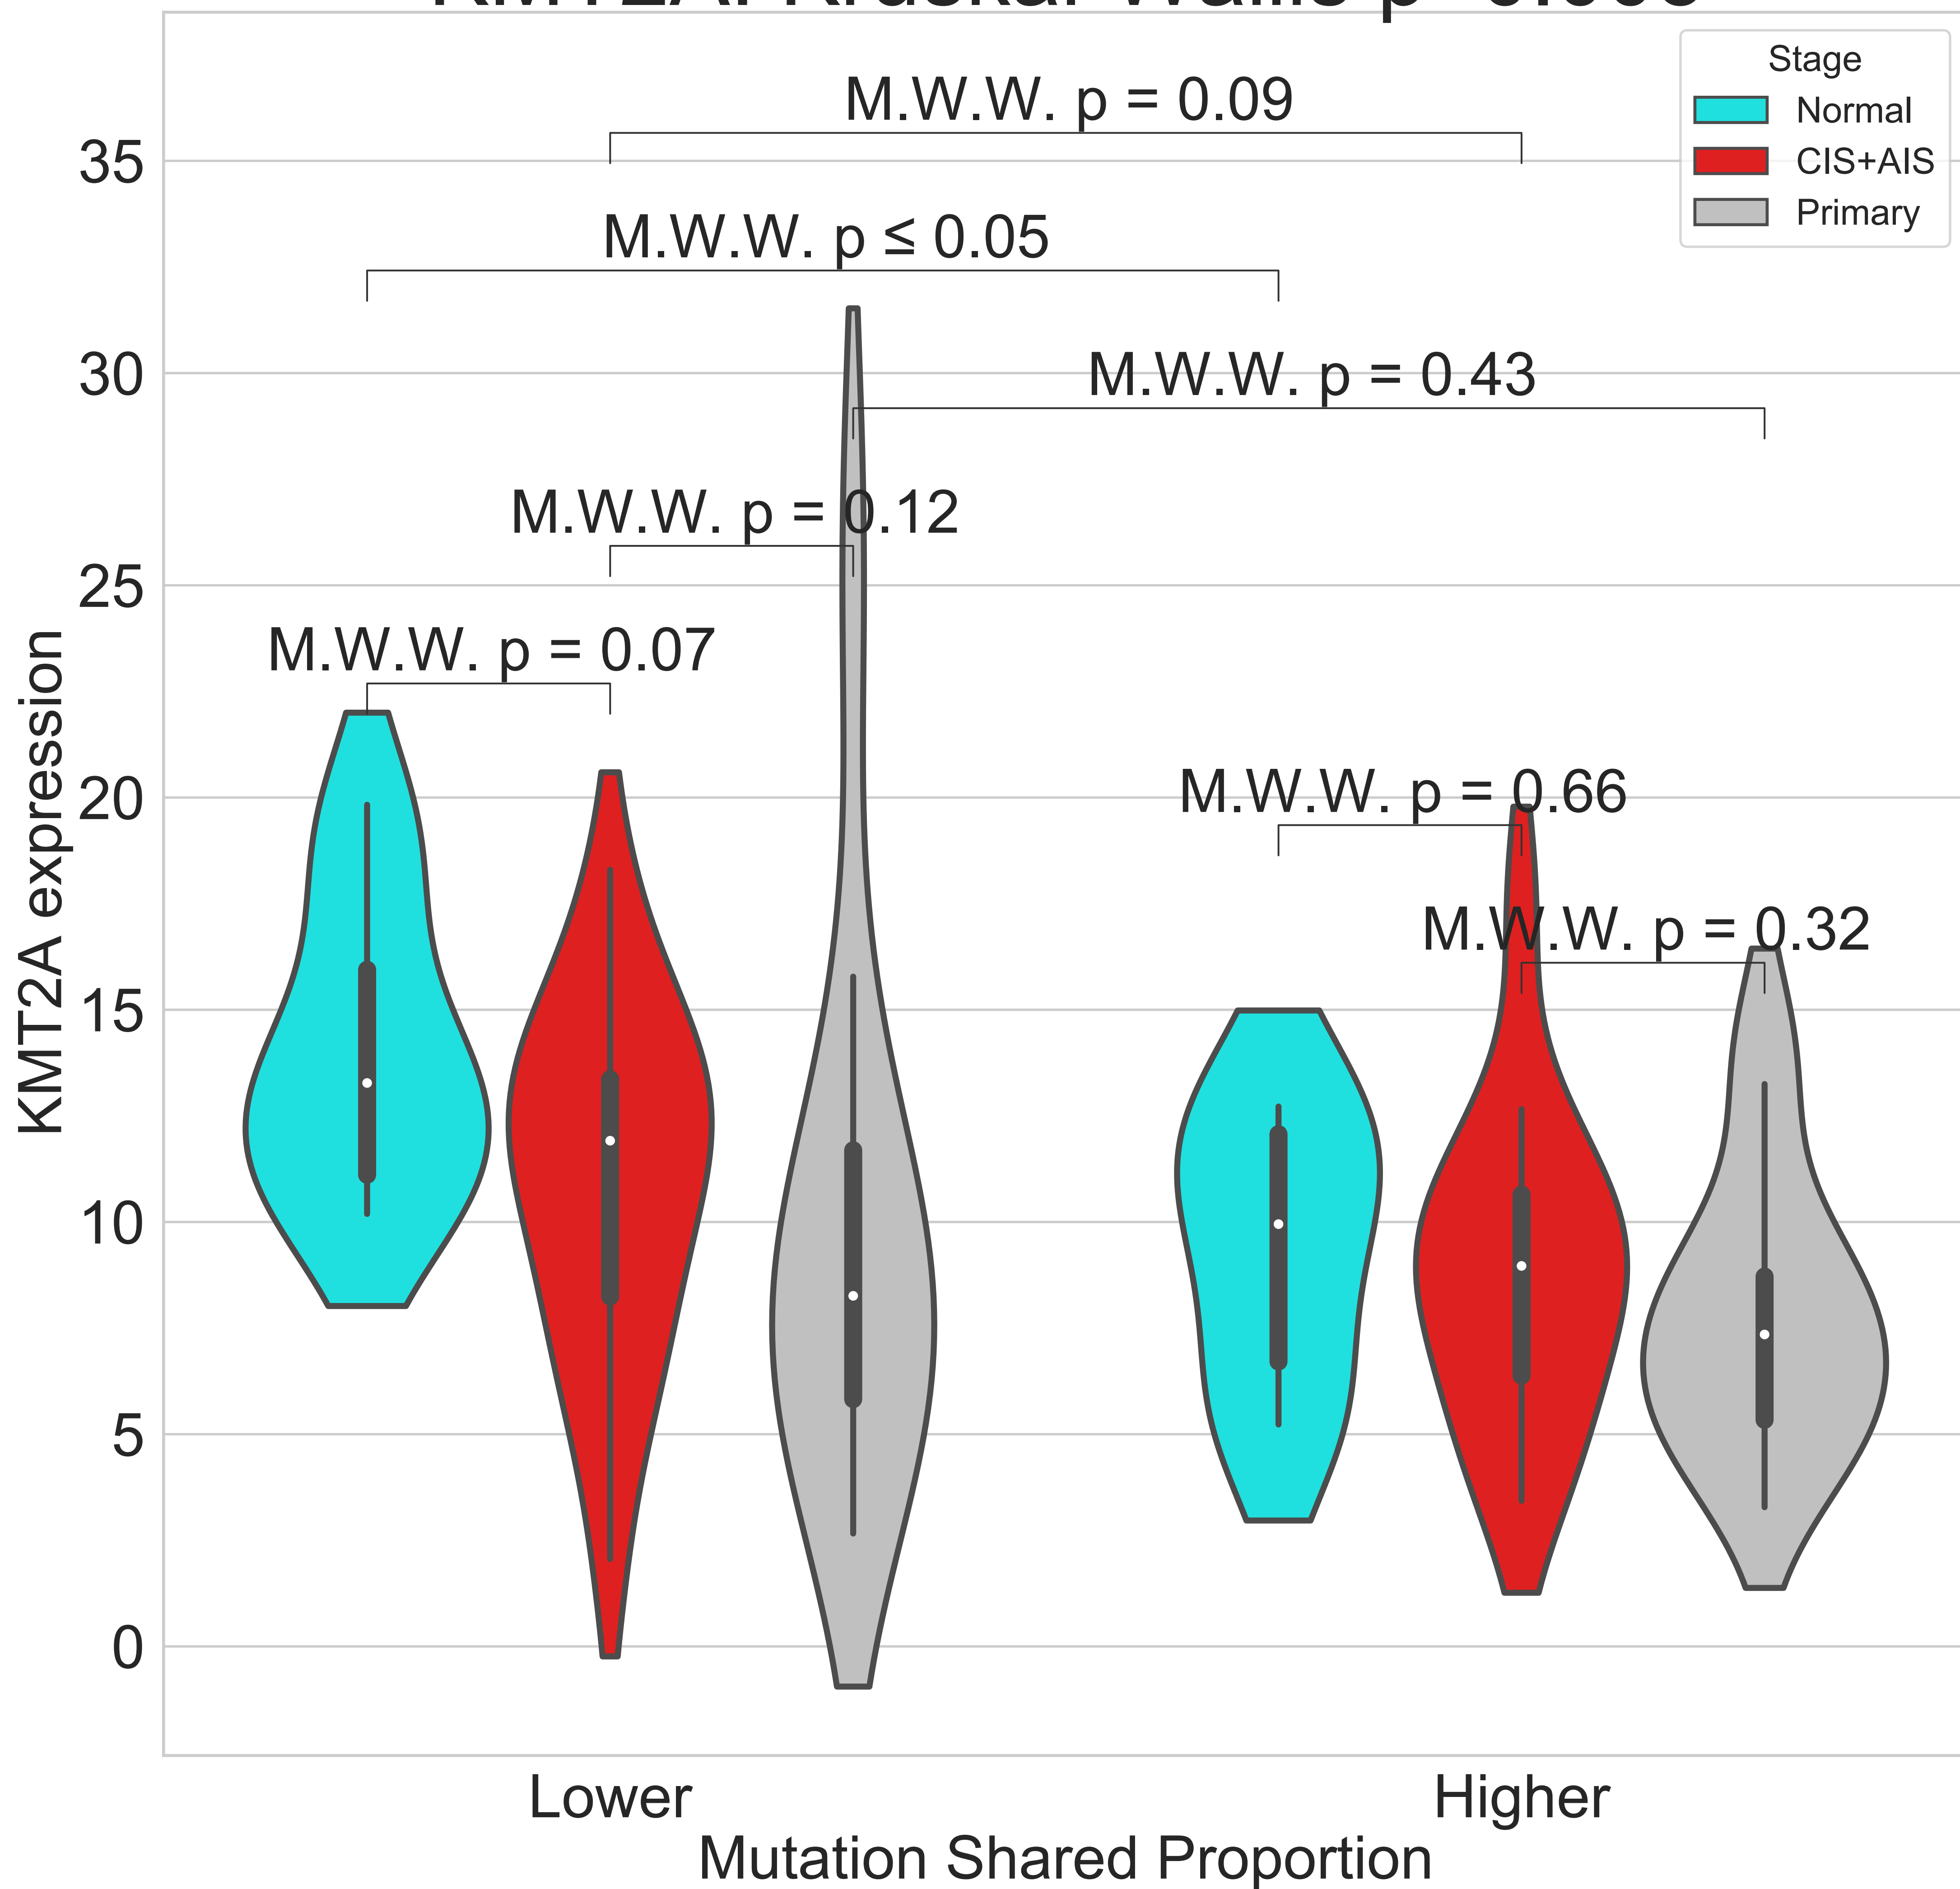 Stage
Normal
CIS+AIS
Primary
M.W.W. p = 0.09
M.W.W. p ≤ 0.05
M.W.W. p = 0.43
M.W.W. p = 0.12
M.W.W. p = 0.07
M.W.W. p = 0.66
M.W.W. p = 0.32
35
30
25
20
15
10
5
0
KMT2A expression
Lower
Higher
Mutation Shared Proportion